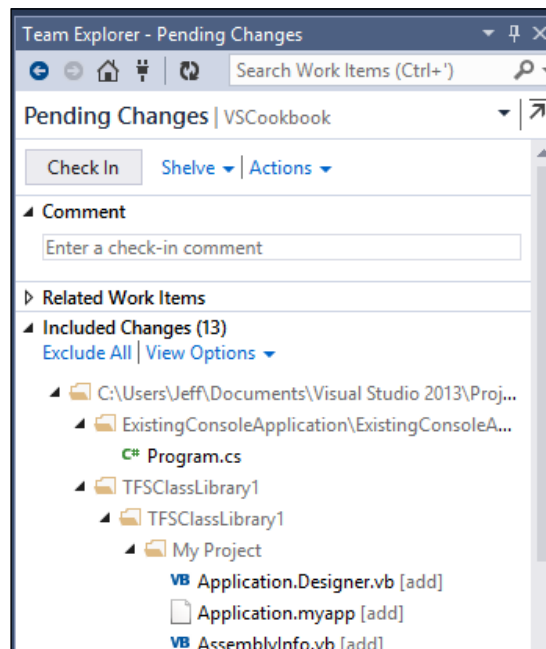 Team Explorer - Pending Changes
Search Work Items (Ctrl+')
Pending Changes | VSCookbook
Check In Shelve Actions
Comment
Enter a check-in comment
Related Work Items
Included Changes (13)
Exclude All View Options
C:\Users\Jeff\Documents\Visual Studio 2013\Proj...
ExistingConsoleApplication\ExistingConsoleA...
C# Program.cs
TFSClassLibrary1
TFSClassLibrary1
My Project
VB Application.Designer.vb [add]
Application.myapp [add]
VB AssemblyInfo.vb [add]